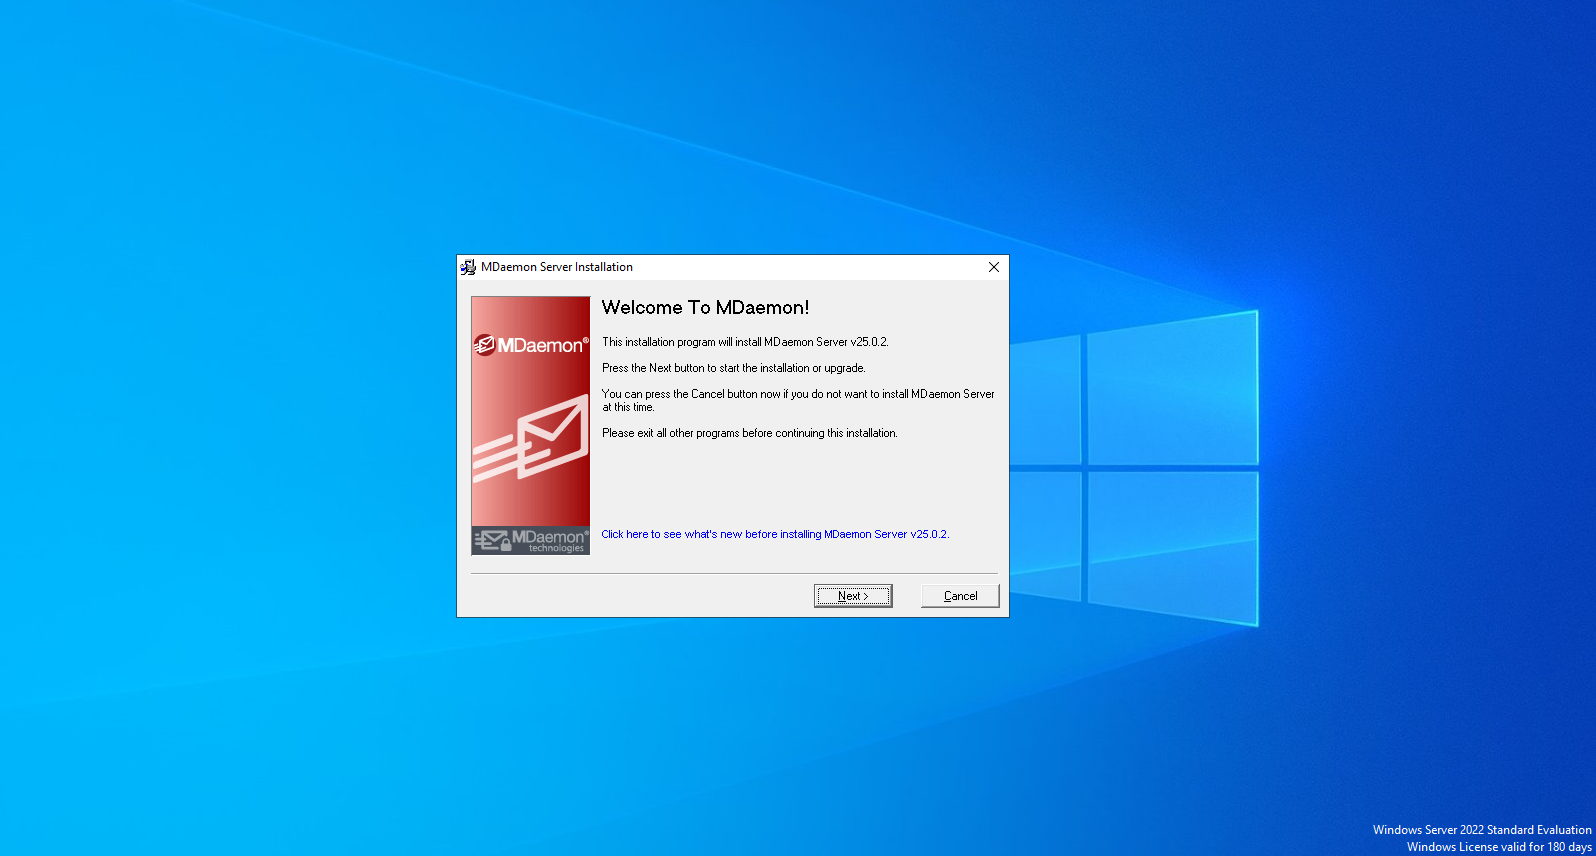 MDaemon Server Installation
Welcome To MDaemon!
MDaemon®
This installation program will install MDaemon Server v25.0.2.
Press the Next button to start the installation or upgrade.
You can press the Cancel button now if you do not want to install MDaemon Server
at this time.
Please exit all other programs before continuing this installation.
Click here to see what's new before installing MDaemon Server v25.0.2.
MDaemon®
technologies
Next >
Cancel
Windows Server 2022 Standard Evaluation
Windows License valid for 180 days